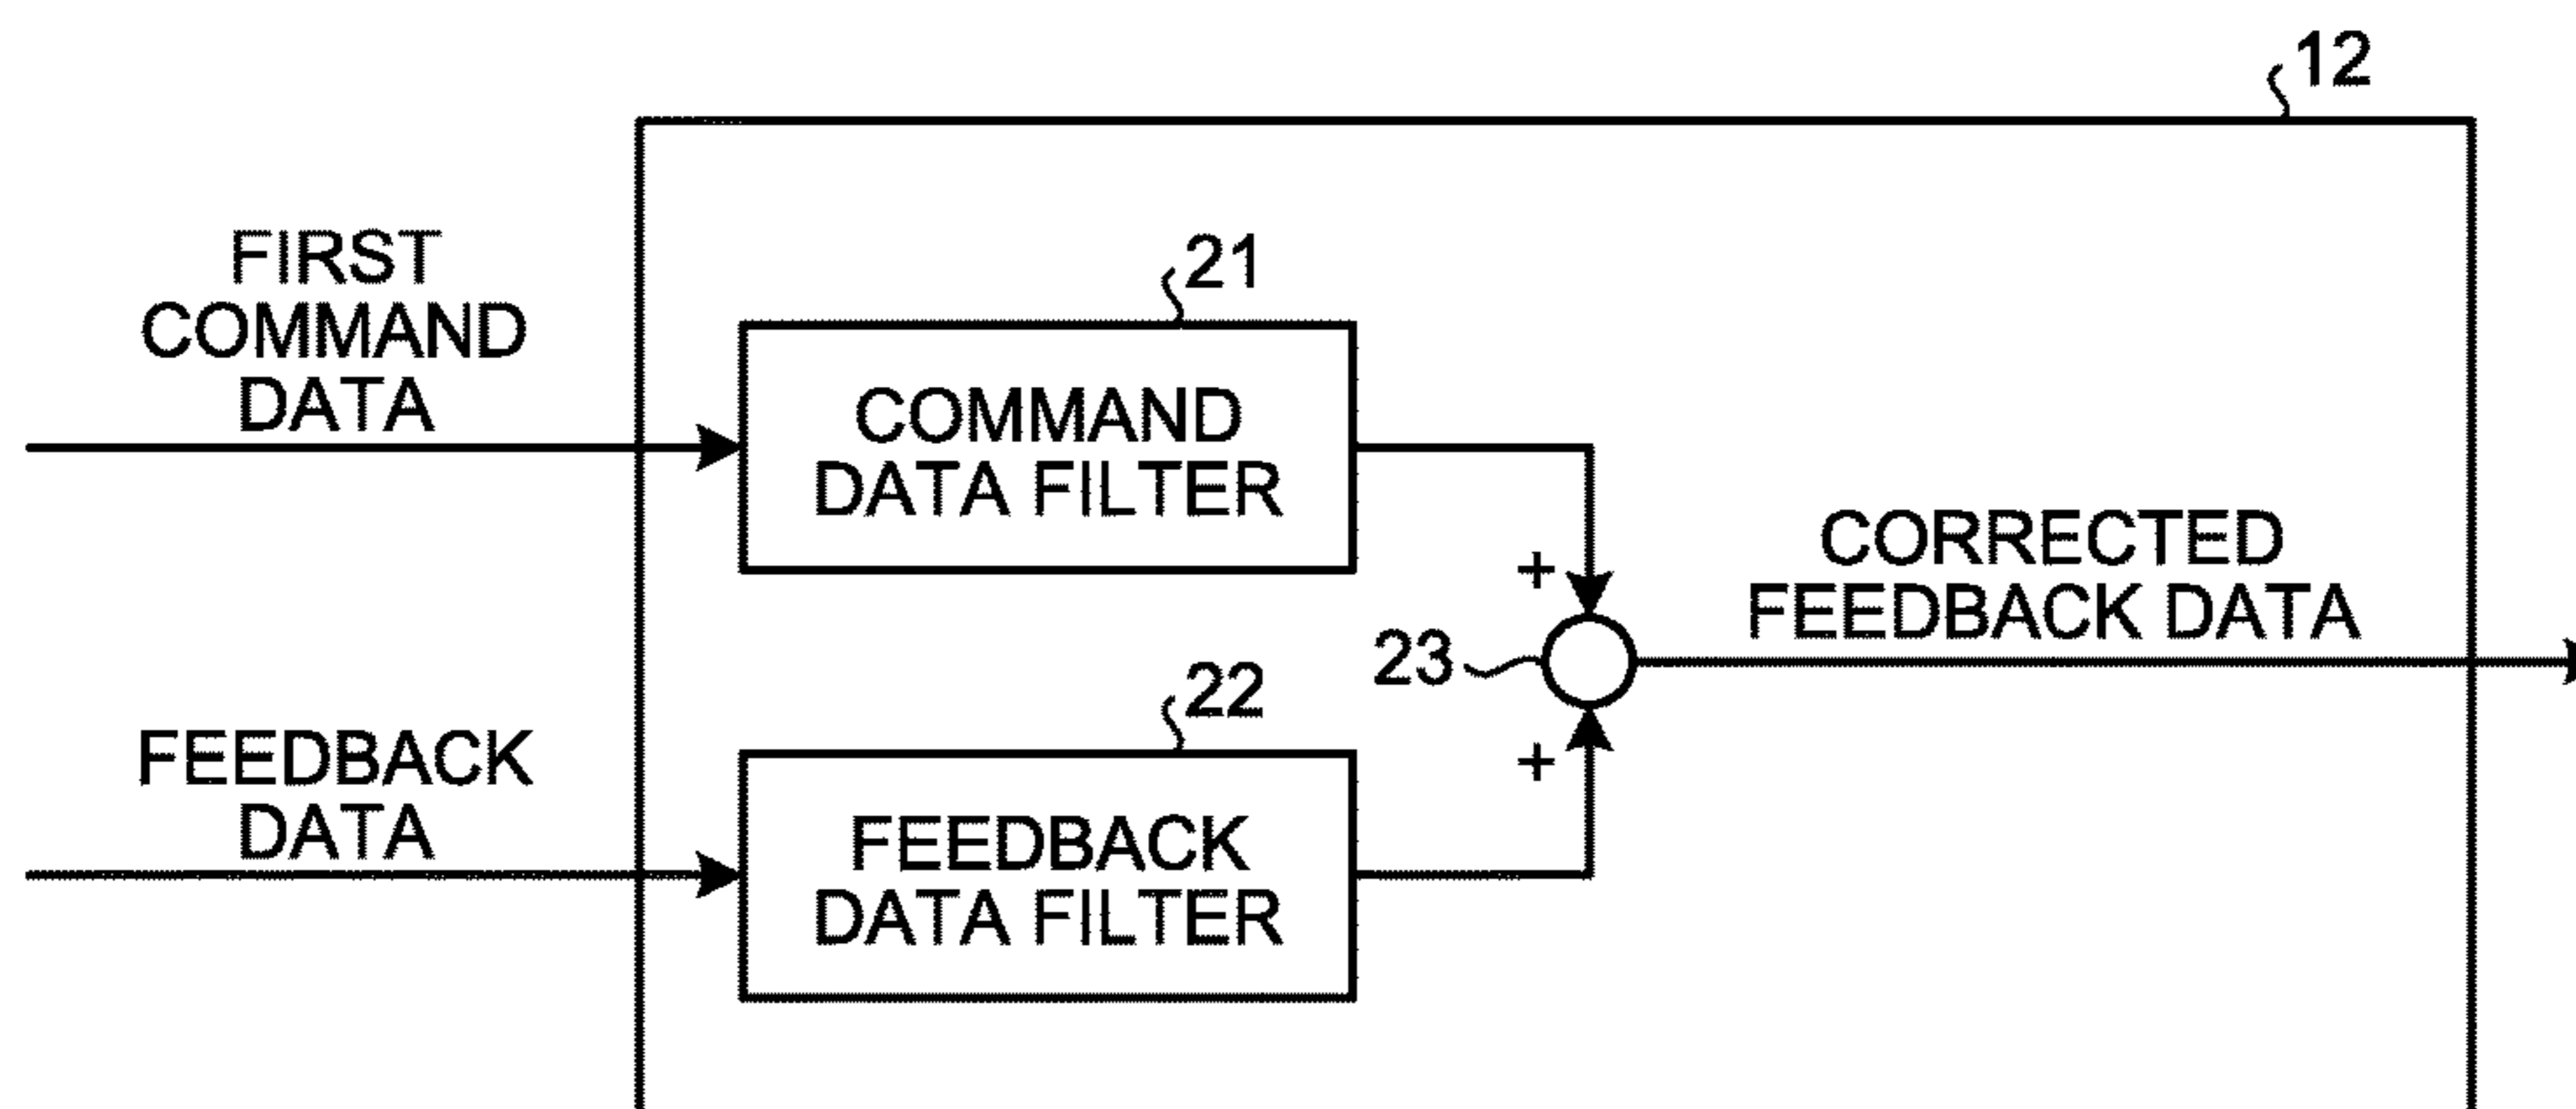 12
FIRST
COMMAND
DATA
21
COMMAND
DATA FILTER
+
23
CORRECTED
FEEDBACK DATA
FEEDBACK
DATA
22
FEEDBACK
DATA FILTER
+